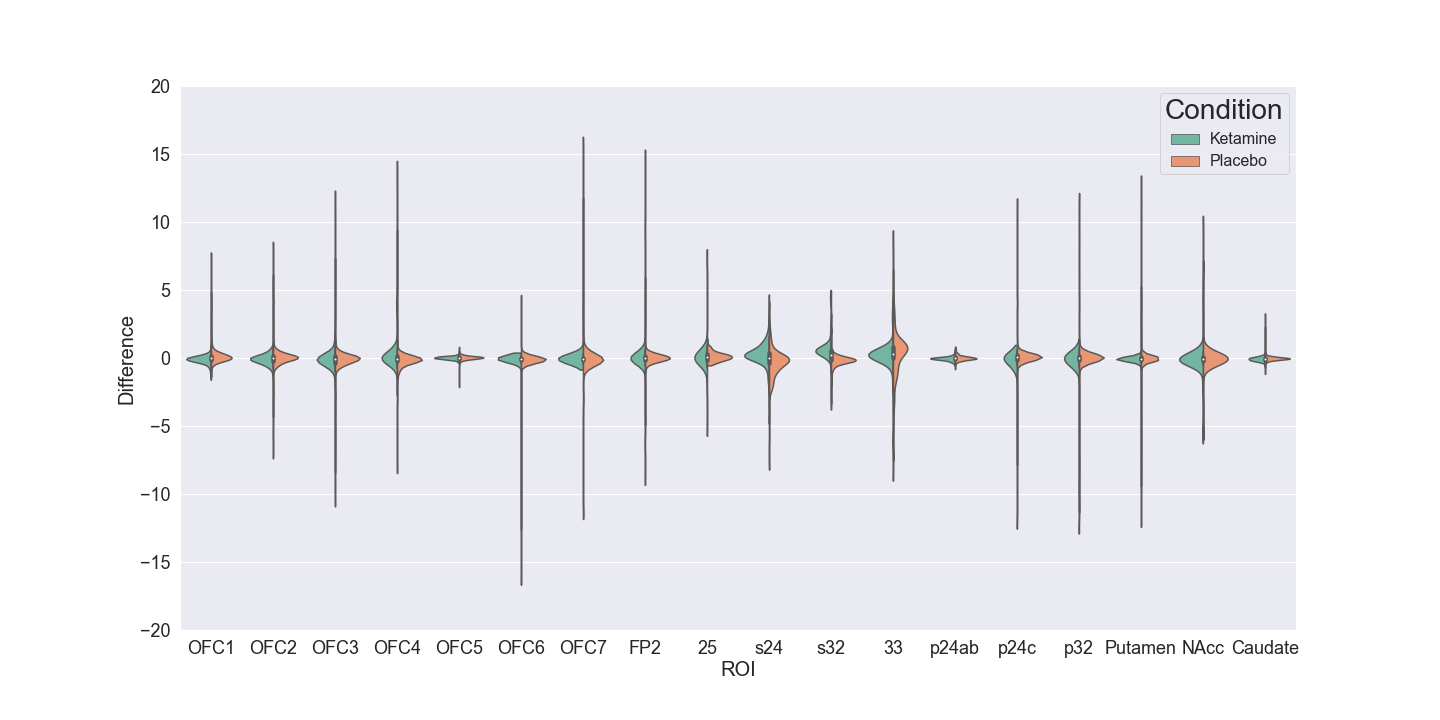 20
15
10
5
0
−5
−10
−15
−20
Difference
Condition
Ketamine
Placebo
OFC1 OFC2 OFC3 OFC4 OFC5 OFC6 OFC7 FP2 25 s24 s32 33 p24ab p24c p32 Putamen NAcc Caudate
ROI